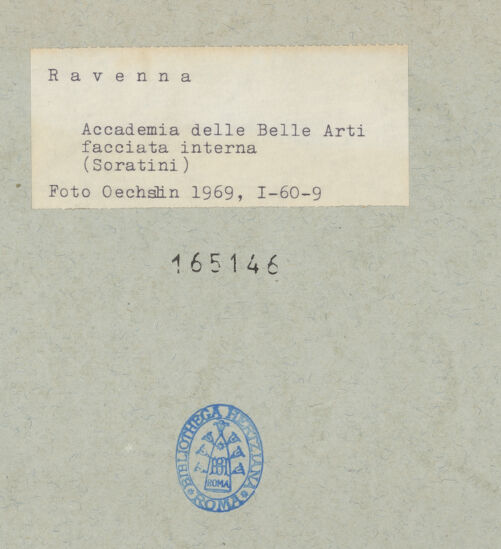 Ravenna
Accademia delle Belle Arti
facciata interna
(Soratini)
Foto Oechslin 1969, I-60-9
165146
BIBLIOTHECA HERTZIANA
ROMA
ROMA